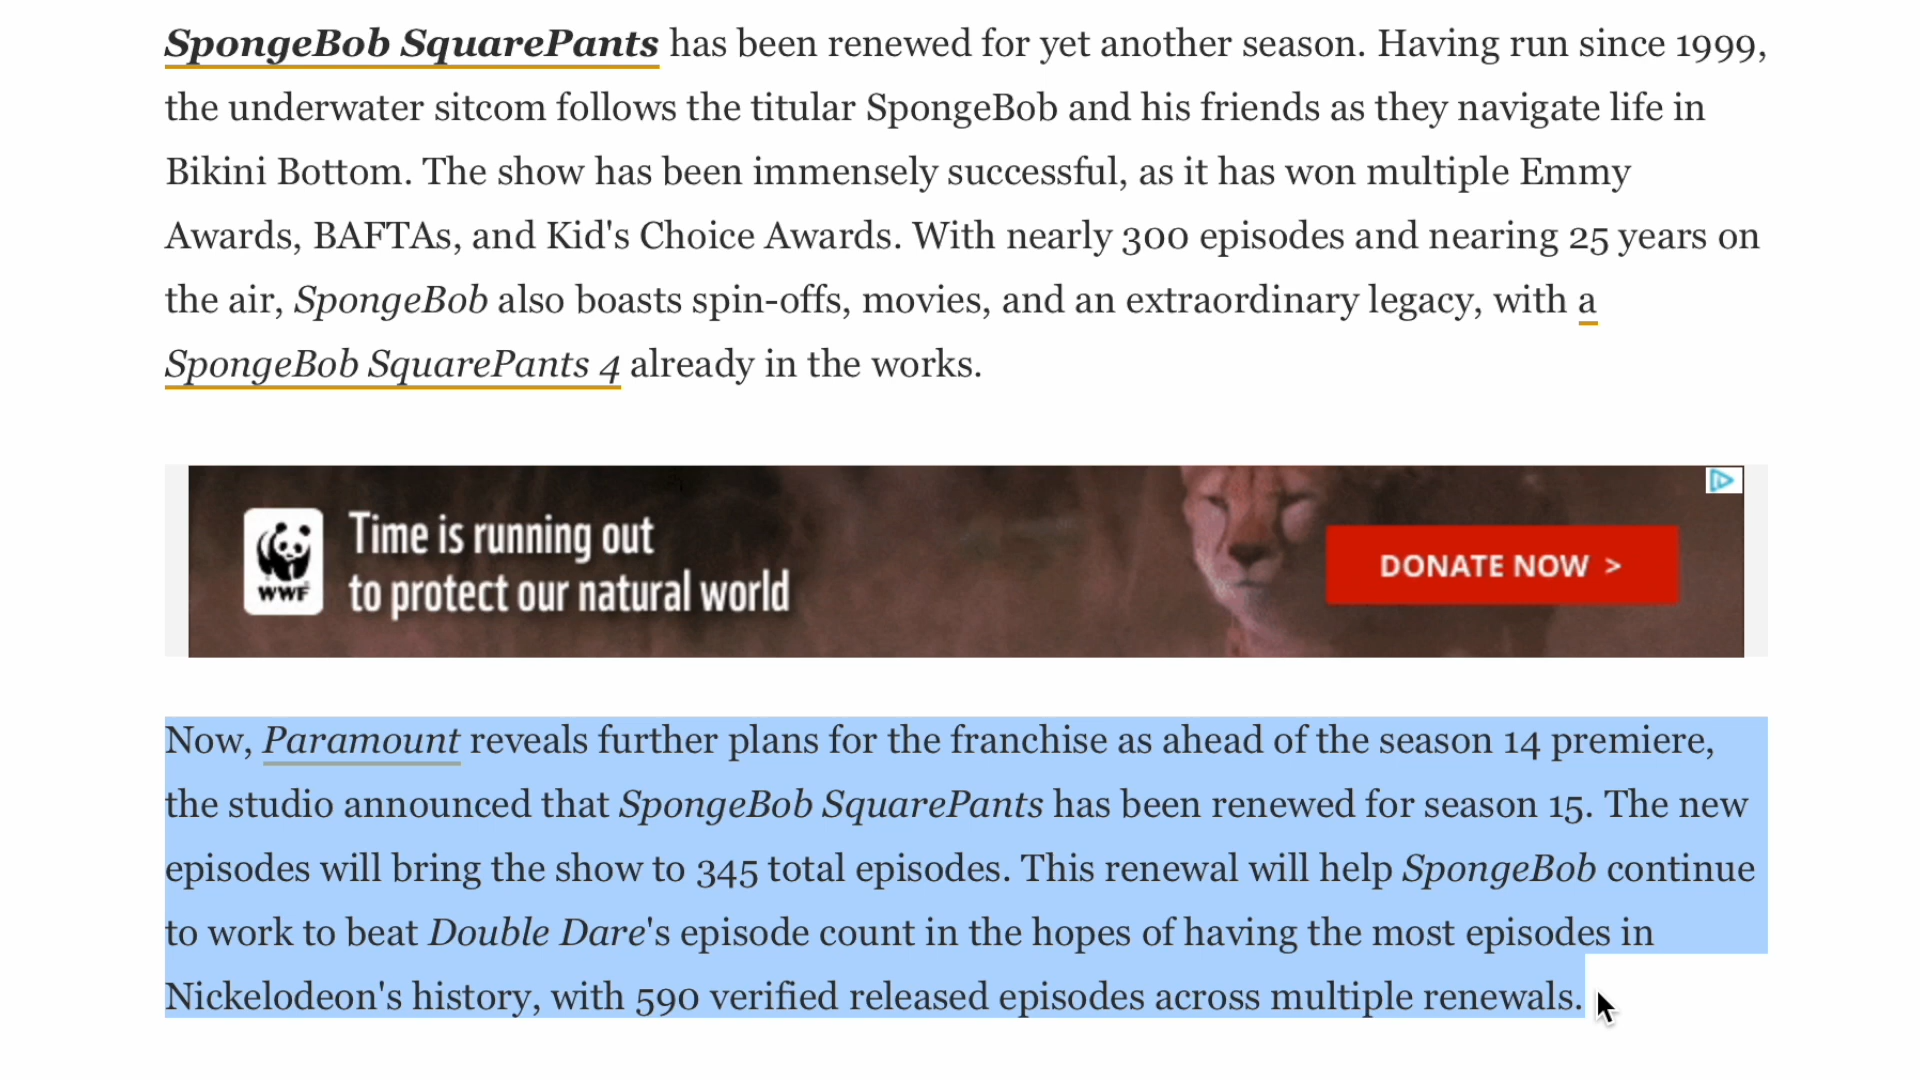 SpongeBob SquarePants has been renewed for yet another season. Having run since 1999,
the underwater sitcom follows the titular SpongeBob and his friends as they navigate life in
Bikini Bottom. The show has been immensely successful, as it has won multiple Emmy
Awards, BAFTAs, and Kid's Choice Awards. With nearly 300 episodes and nearing 25 years on
the air, SpongeBob also boasts spin-offs, movies, and an extraordinary legacy, with a
SpongeBob SquarePants 4 already in the works.
WWF
Time is running out
to protect our natural world
DONATE NOW >
Now, Paramount reveals further plans for the franchise as ahead of the season 14 premiere,
the studio announced that SpongeBob SquarePants has been renewed for season 15. The new
episodes will bring the show to 345 total episodes. This renewal will help SpongeBob continue
to work to beat Double Dare's episode count in the hopes of having the most episodes in
Nickelodeon's history, with 590 verified released episodes across multiple renewals.